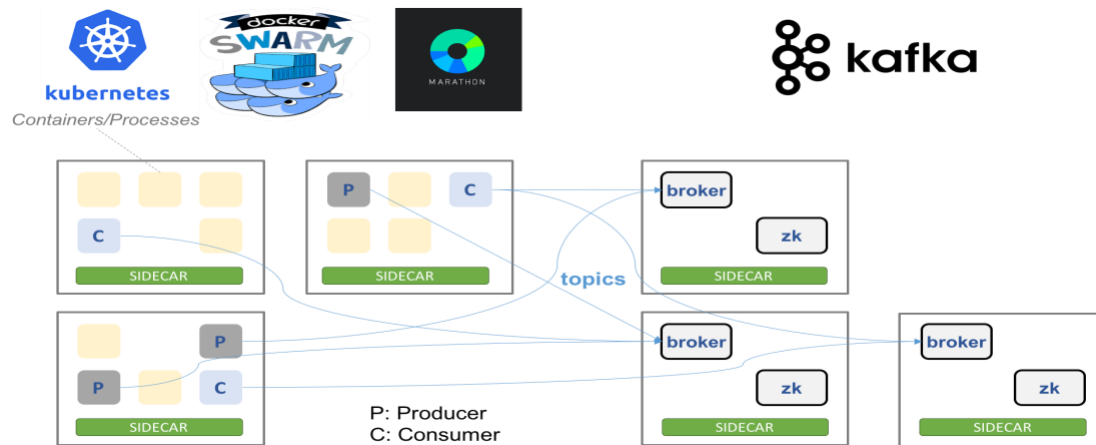 docker
SWARM
kubernetes
MARATHON
kafka
Containers/Processes
P
C
broker
C
zk
SIDECAR
SIDECAR
topics
SIDECAR
P
broker
broker
P
C
zk
zk
P: Producer
C: Consumer
SIDECAR
SIDECAR
SIDECAR